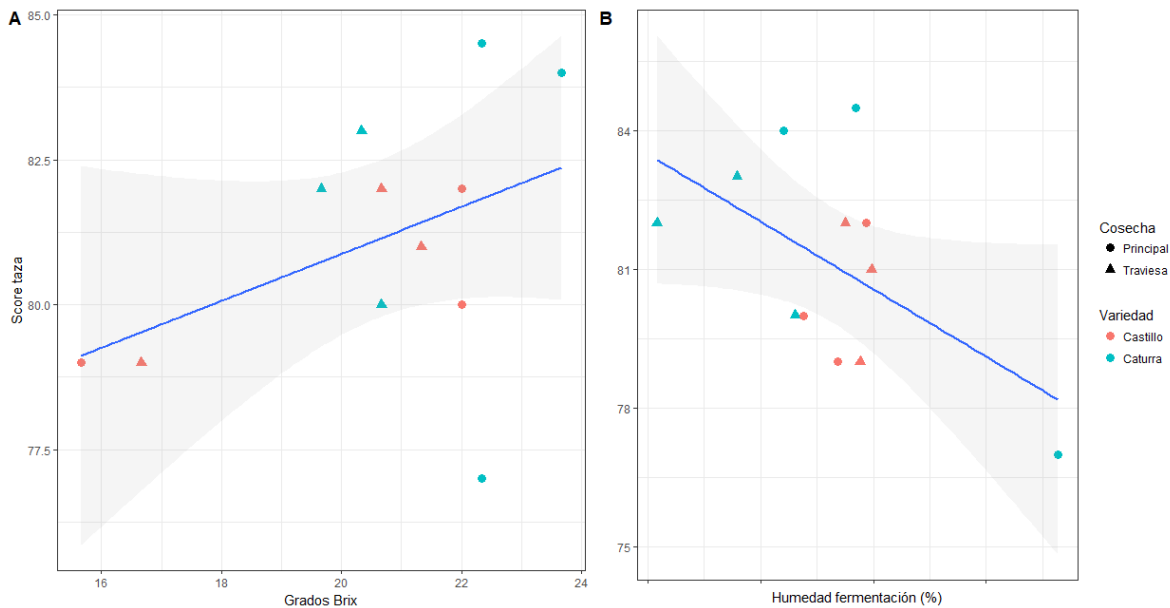 A
85.0
82.5
80.0
77.5
Score taza
16
18
20
22
24
Grados Brix
B
84
81
78
75
Humedad fermentación (%)
Cosecha
Principal
Traviesa
Variedad
Castillo
Caturra